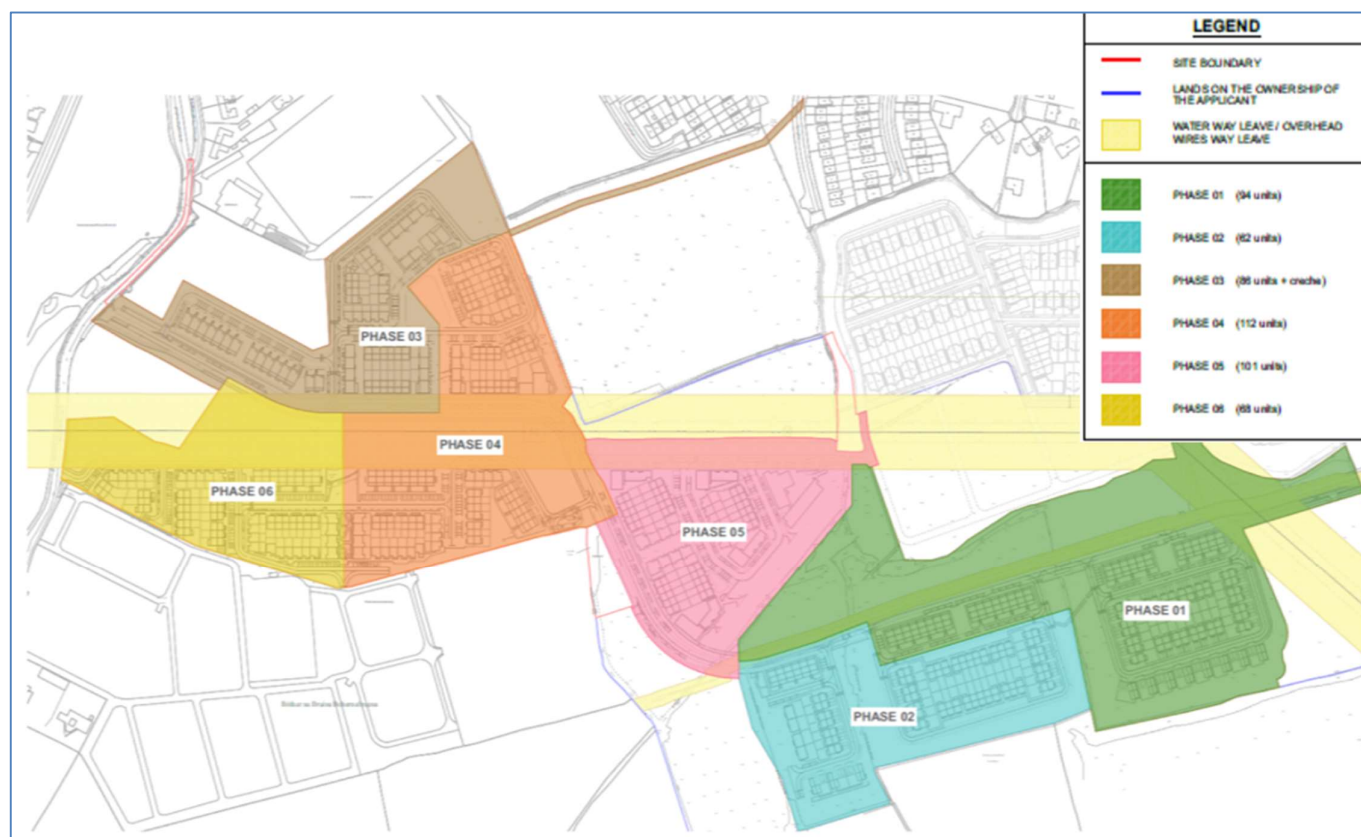 LEGEND
SITE BOUNDARY
LANDS ON THE OWNERSHIP OF
THE APPLICANT
WATER WAY LEAVE / OVERHEAD
WIRES WAY LEAVE
PHASE 01 (94 units)
PHASE 02 (62 units)
PHASE 03 (86 units + creche)
PHASE 04 (112 units)
PHASE 05 (101 units)
PHASE 06 (68 units)
PHASE 03
PHASE 04
PHASE 06
PHASE 05
PHASE 01
PHASE 02